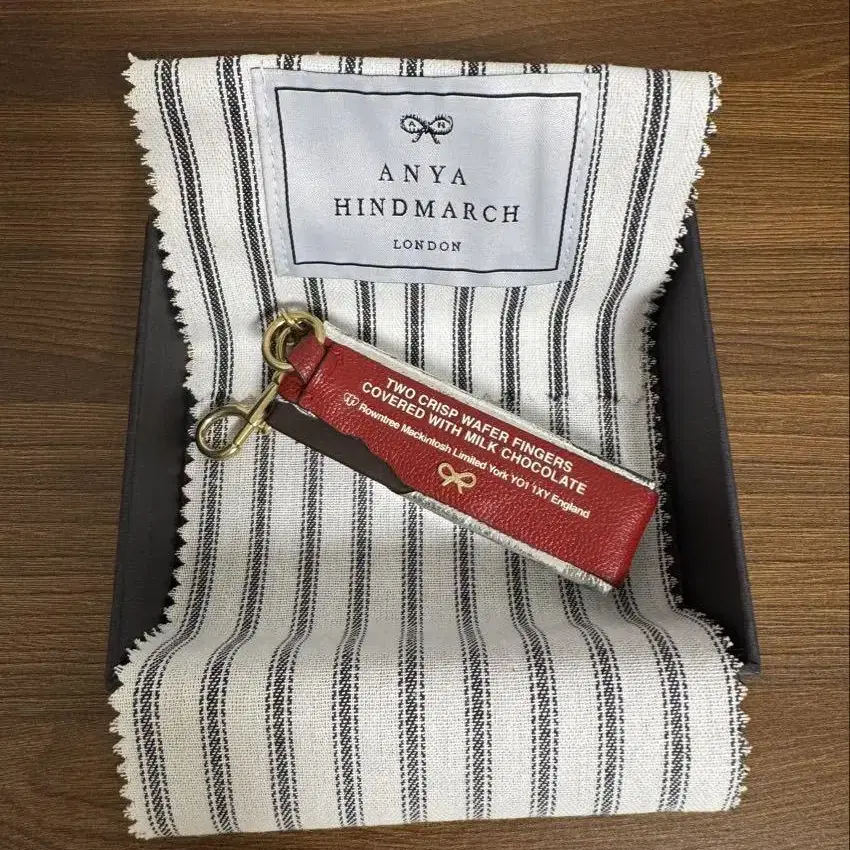 A H
ANYA
HINDMARCH
LONDON
TWO CRISP WAFER FINGERS
COVERED WITH MILK CHOCOLATE
Rowntree Mackintosh Limited York YO1 1XY England